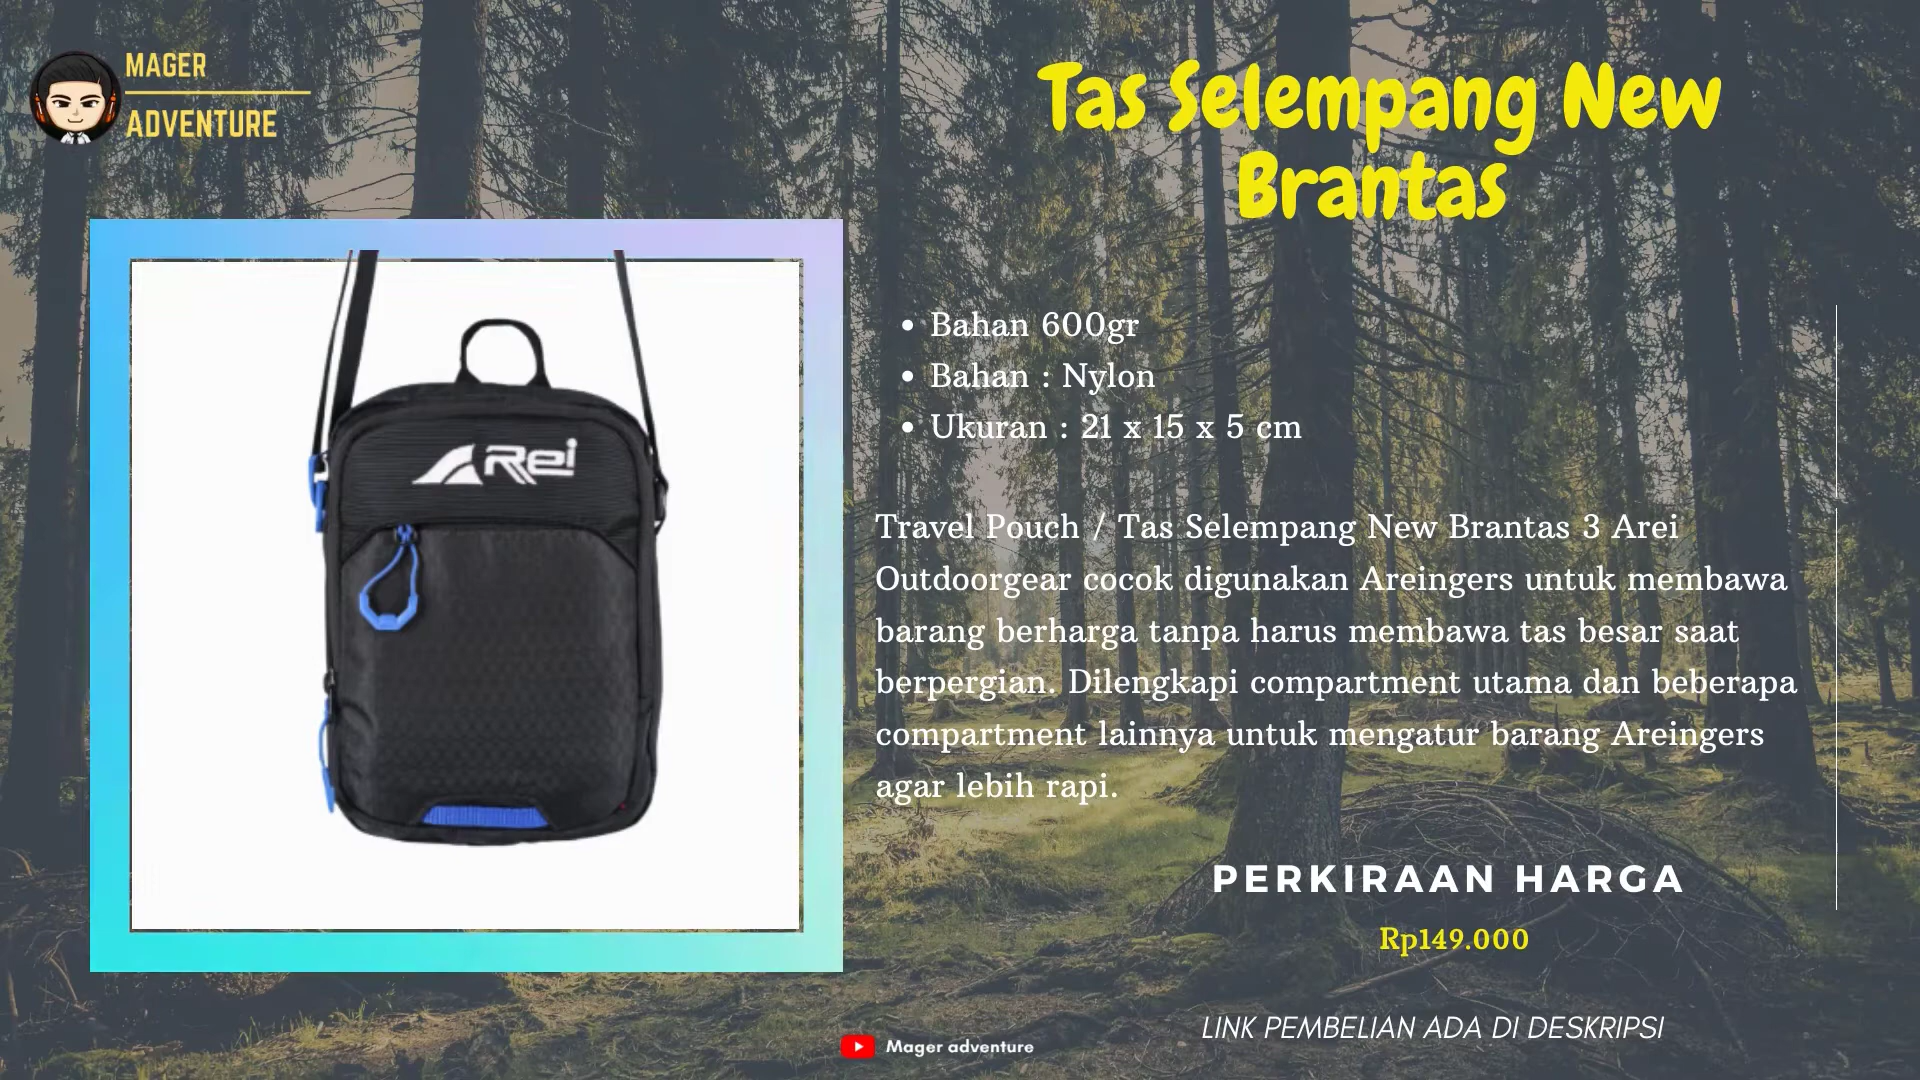 MAGER
ADVENTURE
Tas Selempang New
Brantas
Rei
• Bahan 600gr
• Bahan : Nylon
• Ukuran : 21 x 15 x 5 cm
Travel Pouch / Tas Selempang New Brantas 3 Arei
Outdoorgear cocok digunakan Areingers untuk membawa
barang berharga tanpa harus membawa tas besar saat
berpergian. Dilengkapi compartment utama dan beberapa
compartment lainnya untuk mengatur barang Areingers
agar lebih rapi.
PERKIRAAN HARGA
Rp149.000
LINK PEMBELIAN ADA DI DESKRIPSI
Mager adventure